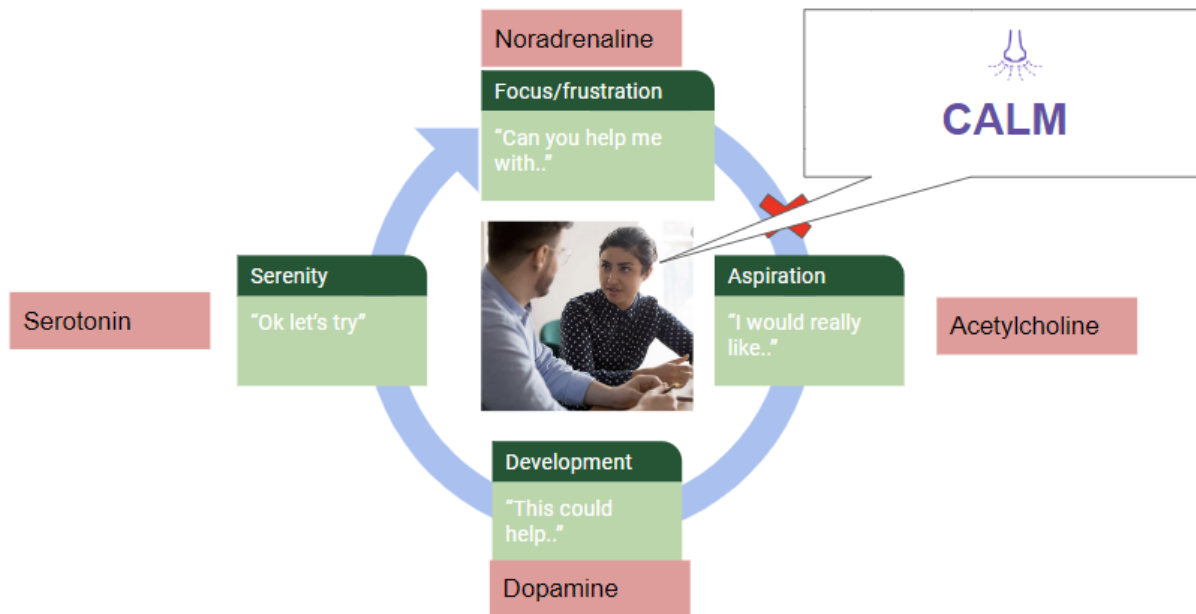 Noradrenaline
Focus/frustration
“Can you help me
with..”
CALM
Serenity
“Ok let’s try”
Serotonin
Aspiration
“I would really
like..”
Acetylcholine
Development
“This could
help..”
Dopamine